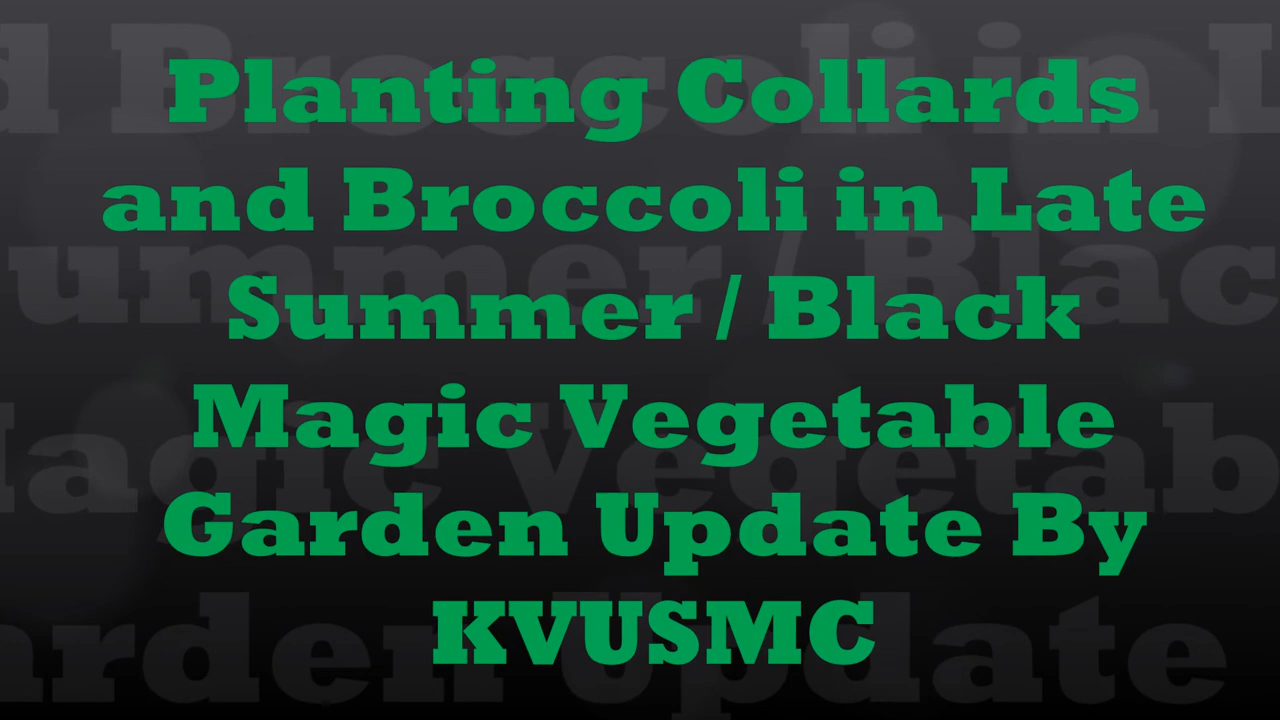 Planting Collards
and Broccoli in Late
Summer / Black
Magic Vegetable
Garden Update By
KVUSMC